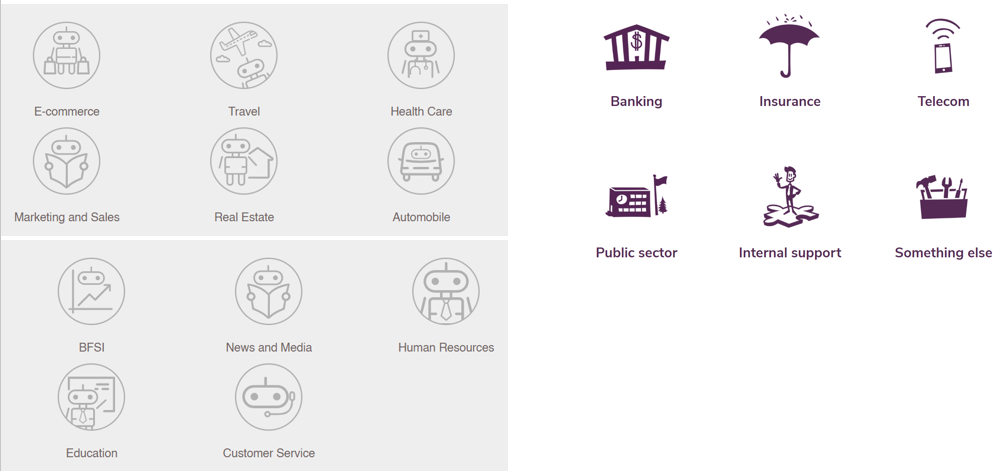 E-commerce
Travel
Health Care
Marketing and Sales
Real Estate
Automobile
BFSI
News and Media
Human Resources
Education
Customer Service
$
Banking
Insurance
Telecom
Public sector
Internal support
Something else